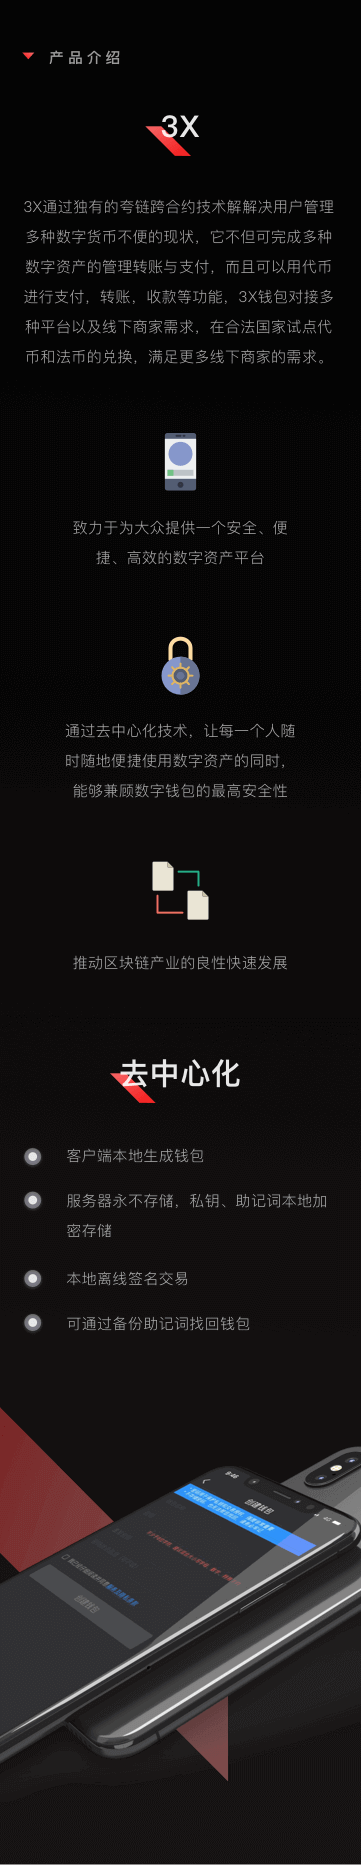 产品介绍
3X
3X通过独有的夸链跨合约技术解解决用户管理
多种数字货币不便的现状，它不但可完成多种
数字资产的管理转账与支付，而且可以用代币
进行支付，转账，收款等功能，3X钱包对接多
种平台以及线下商家需求，在合法国家试点代
币和法币的兑换，满足更多线下商家的需求。
致力于为大众提供一个安全、便
捷、高效的数字资产平台
通过去中心化技术，让每一个人随
时随地便捷使用数字资产的同时，
能够兼顾数字钱包的最高安全性
推动区块链产业的良性快速发展
去中心化
客户端本地生成钱包
服务器永不存储，私钥、助记词本地加
密存储
本地离线签名交易
可通过备份助记词找回钱包
创建钱包
创建钱包